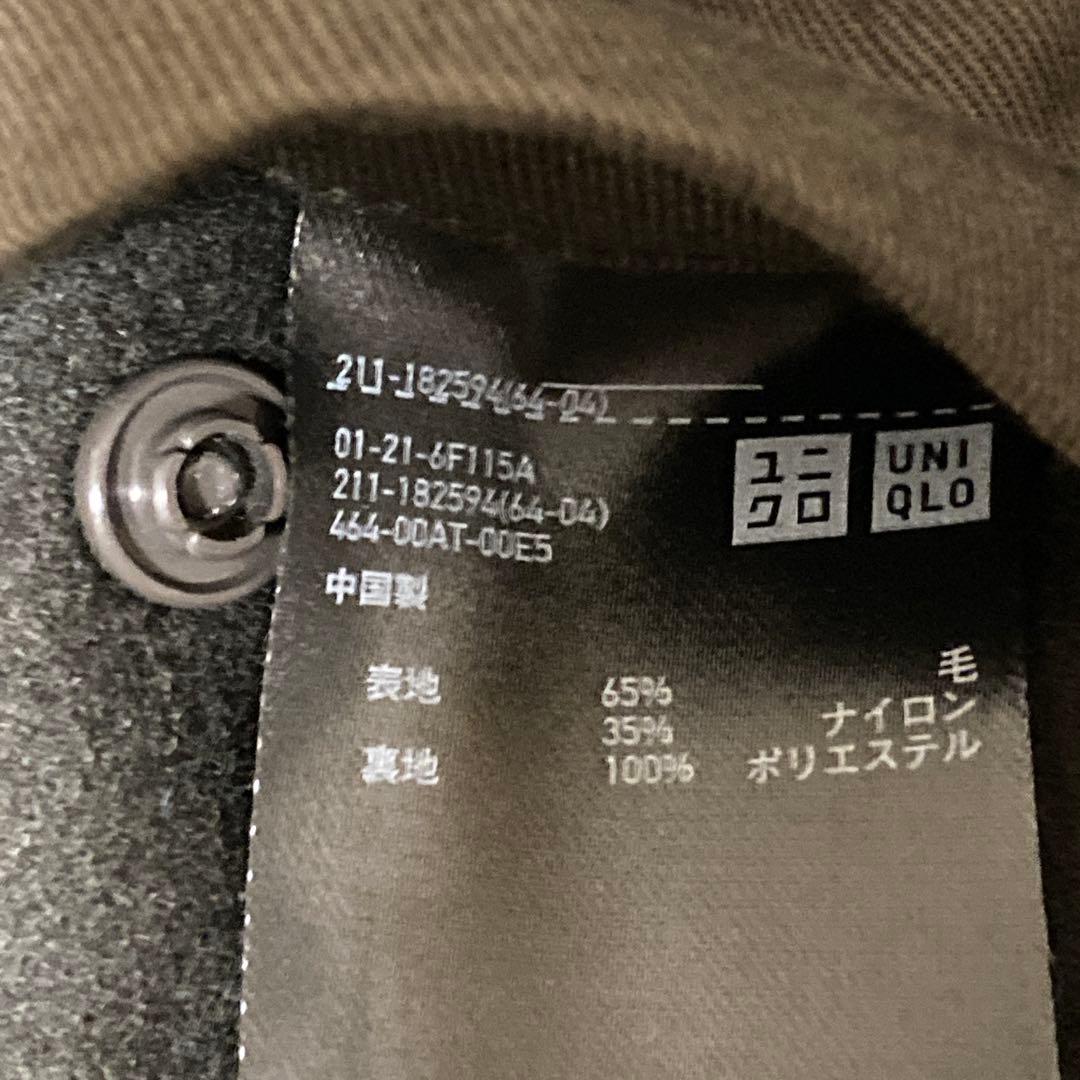 211-182594(64-04)
01-21-6F115A
211-182594(64-04)
464-00AT-00E5
中国製
ユニ
クロ
UNI
QLO
表地 65% 毛
35% ナイロン
裏地 100% ポリエステル